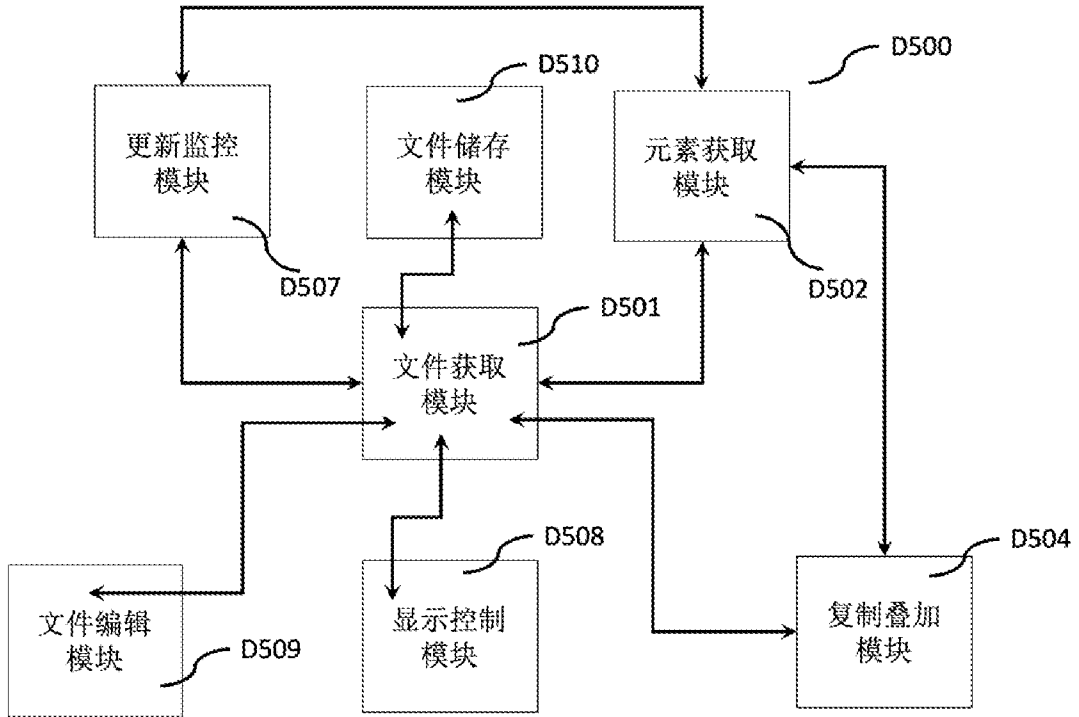 D500
D510
更新监控
模块
文件储存
模块
元素获取
模块
D507
D502
D501
文件获取
模块
D508
D504
文件编辑
模块
D509
显示控制
模块
复制叠加
模块